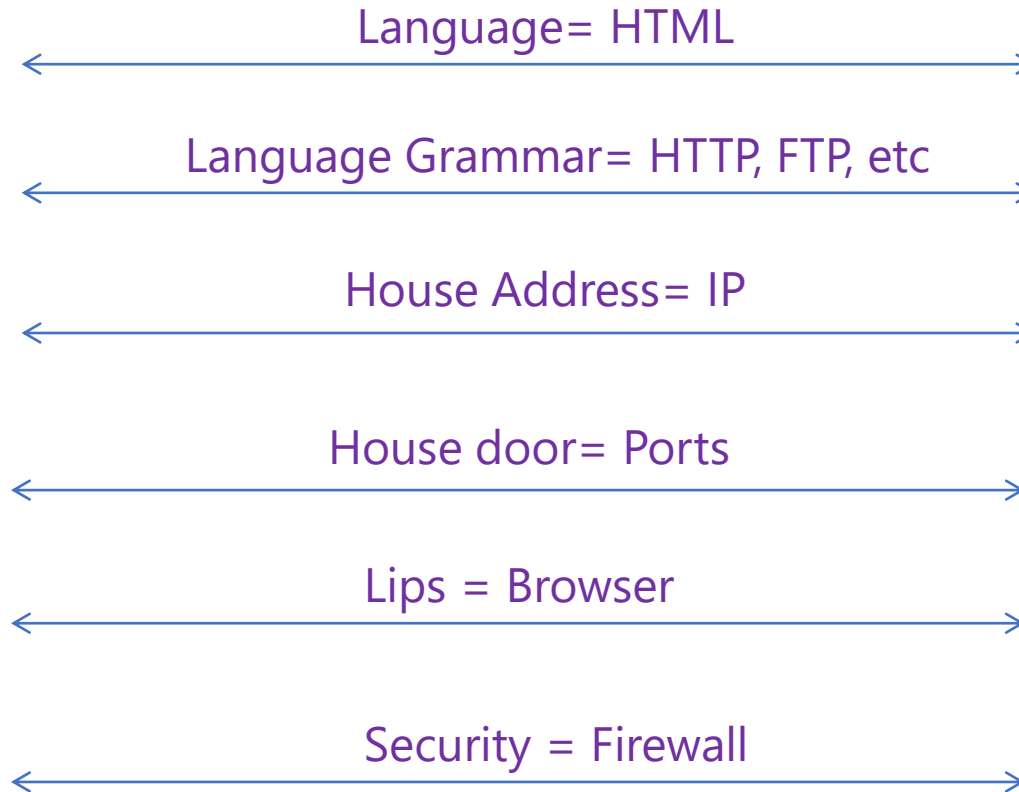 Language= HTML
Language Grammar= HTTP, FTP, etc
House Address= IP
House door= Ports
Lips = Browser
Security = Firewall